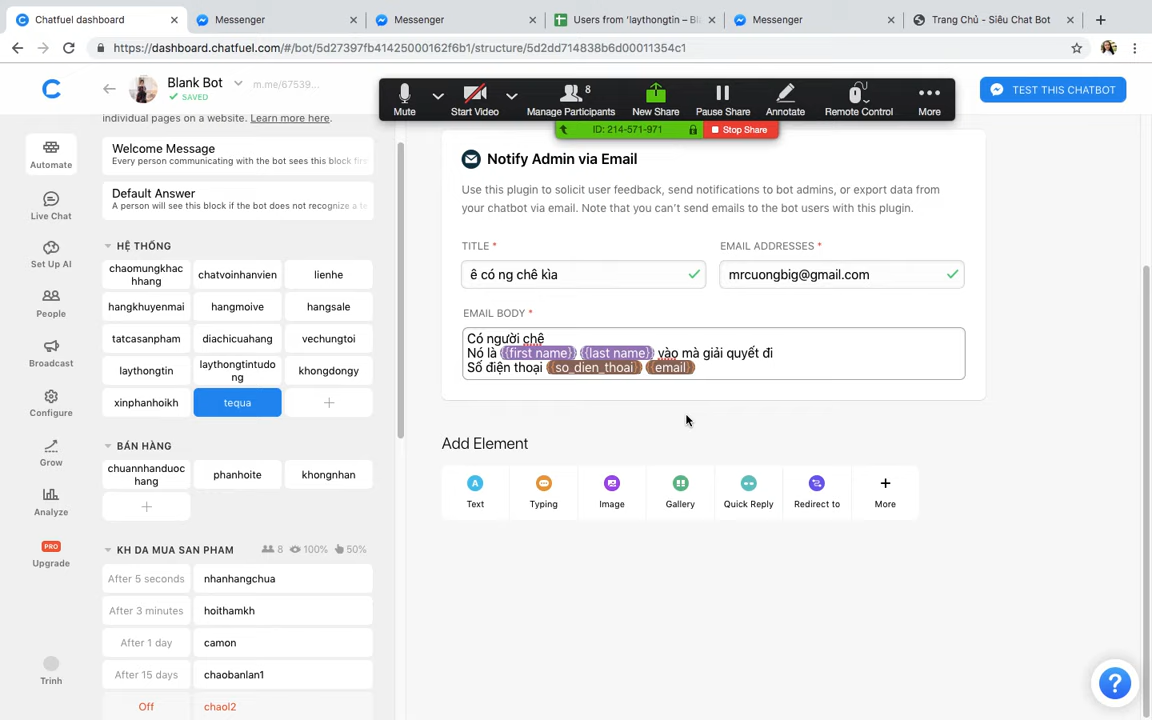 Chatfuel dashboard
Messenger
Messenger
Users from 'laythongtin – Bl
Messenger
Trang Chủ - Siêu Chat Bot
https://dashboard.chatfuel.com/#/bot/5d27397fb41425000162f6b1/structure/5d2dd714838b6d00011354c1
Blank Bot
SAVED
m.me/67539...
Mute
Start Video
8
Manage Participants
New Share
Pause Share
Annotate
Remote Control
More
ID: 214-571-971
Stop Share
TEST THIS CHATBOT
Automate
Live Chat
Set Up AI
People
Broadcast
Configure
Grow
Analyze
PRO
Upgrade
Trinh
individual pages on a website. Learn more here.
Welcome Message
Every person communicating with the bot sees this block firs
Default Answer
A person will see this block if the bot does not recognize a te
HỆ THỐNG
chaomungkhac
hhang
chatvoinhanvien
lienhe
hangkhuyenmai
hangmoive
hangsale
tatcasanpham
diachicuahang
vechungtoi
laythongtin
laythongtintudo
ng
khongdongy
xinphanhoikh
tequa
BÁN HÀNG
chuannhanduoc
hang
phanhoite
khongnhan
KH DA MUA SAN PHAM
8
100%
50%
After 5 seconds
nhanhangchua
After 3 minutes
hoithamkh
After 1 day
camon
After 15 days
chaobanlan1
Off
chaol2
Notify Admin via Email
Use this plugin to solicit user feedback, send notifications to bot admins, or export data from
your chatbot via email. Note that you can't send emails to the bot users with this plugin.
TITLE *
EMAIL ADDRESSES *
ê có ng chê kìa
mrcuongbig@gmail.com
EMAIL BODY *
Có người chê
Nó là {{first name}} {{last name}} vào mà giải quyết đi
Số điện thoại {{so_dien_thoai}} {{email}}
Add Element
Text
Typing
Image
Gallery
Quick Reply
Redirect to
More